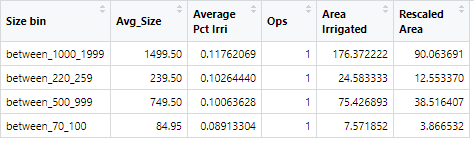 Size bin Avg_Size Average Pct Irri Ops Area Irrigated Rescaled Area
between_1000_1999 1499.50 0.11762069 1 176.372222 90.063691
between_220_259 239.50 0.10264440 1 24.583333 12.553370
between_500_999 749.50 0.10063628 1 75.426893 38.516407
between_70_100 84.95 0.08913304 1 7.571852 3.866532